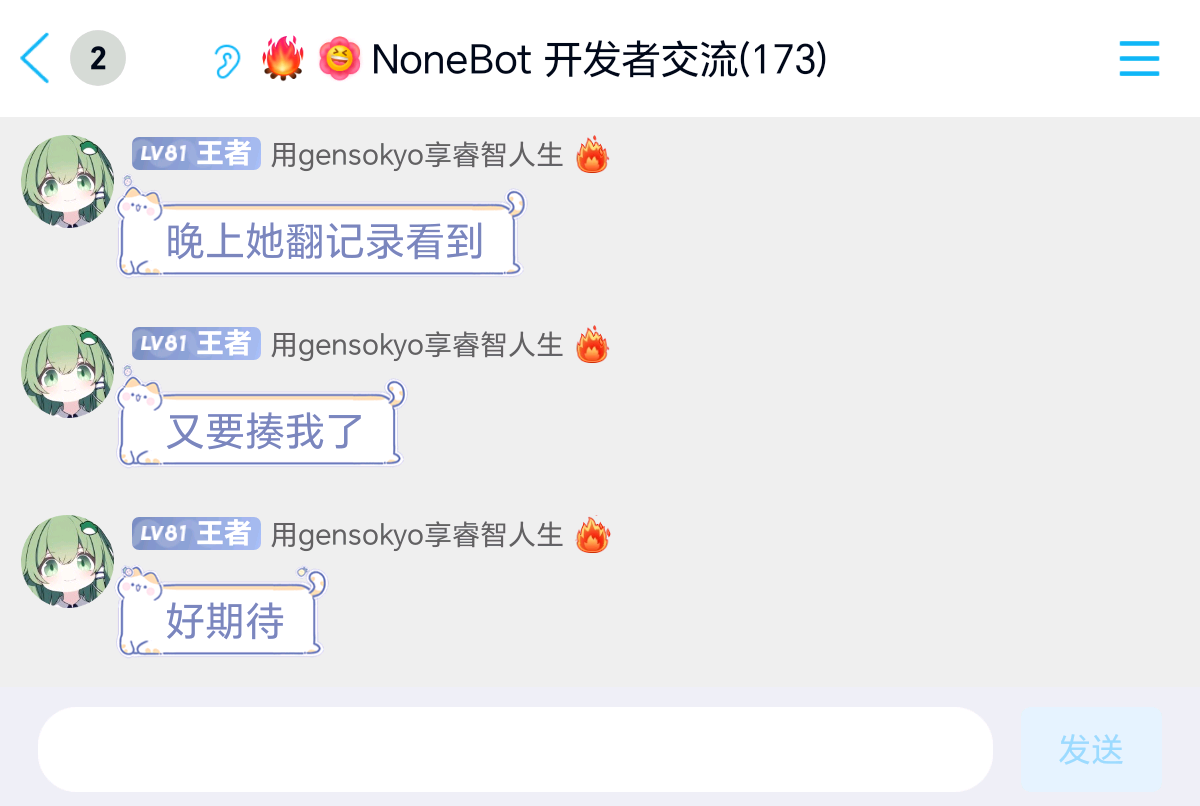 2
NoneBot 开发者交流(173)
LV81 王者 用gensokyo享睿智人生
晚上她翻记录看到
LV81 王者 用gensokyo享睿智人生
又要揍我了
LV81 王者 用gensokyo享睿智人生
好期待
发送